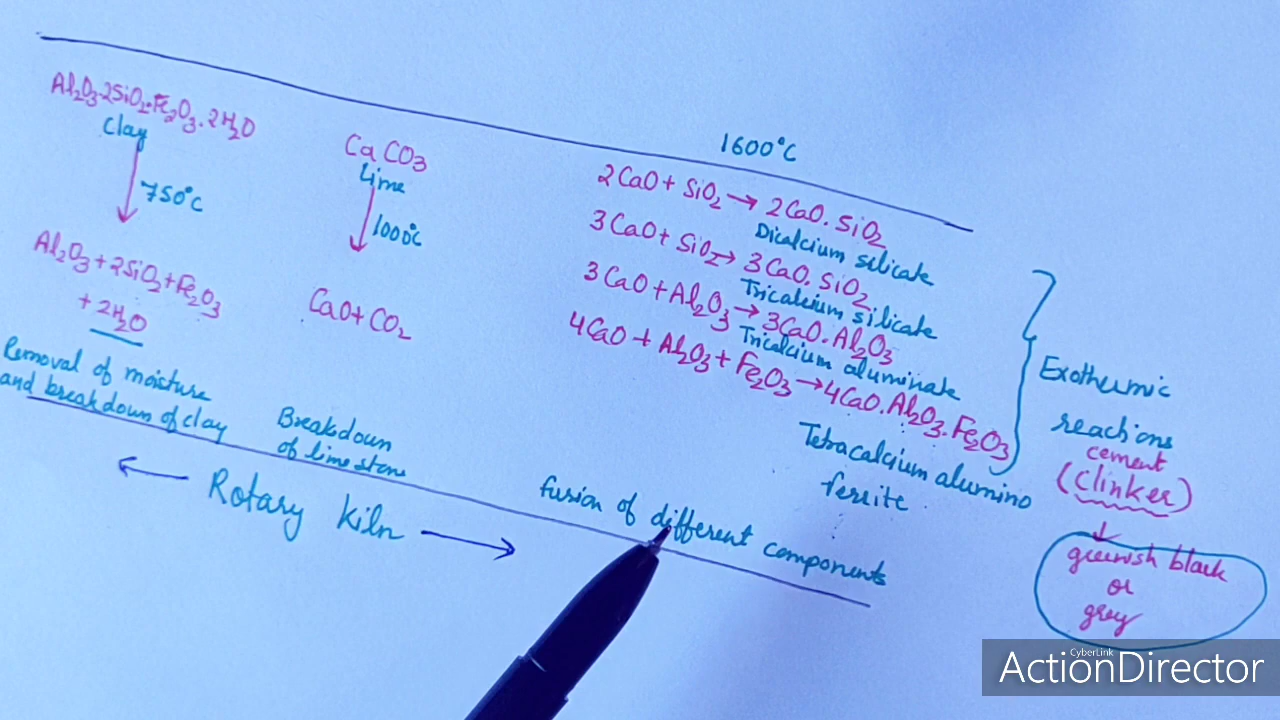 Al₂O₃.2SiO₂.Fe₂O₃.2H₂O
Clay
750°C
Al₂O₃+2SiO₂+Fe₂O₃
+2H₂O
Removal of moisture
and breakdown of clay
CaCO₃
Lime
1000°C
CaO+CO₂
Breakdown
of limestone
1600°C
2CaO+SiO₂→2CaO.SiO₂
Dicalcium silicate
3CaO+SiO₂→3CaO.SiO₂
Tricalcium silicate
3CaO+Al₂O₃→3CaO.Al₂O₃
Tricalcium aluminate
4CaO+Al₂O₃+Fe₂O₃→4CaO.Al₂O₃.Fe₂O₃
Tetracalcium alumino
ferrite
fusion of different components
Exothermic
reactions
cement
(Clinker)
greenish black
or
grey
← Rotary Kiln →
CyberLink
ActionDirector